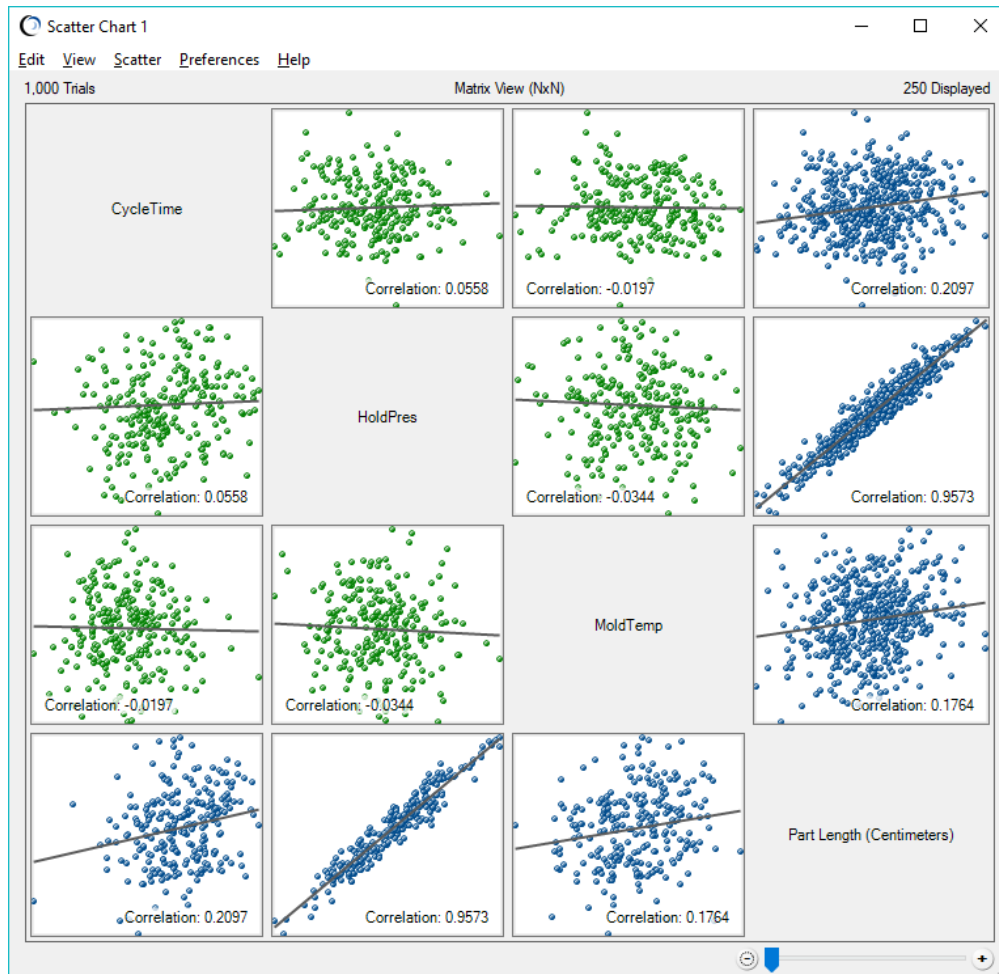 Scatter Chart 1
Edit View Scatter Preferences Help
1,000 Trials Matrix View (NxN) 250 Displayed
CycleTime
Correlation: 0.0558
Correlation: -0.0197
Correlation: 0.2097
Correlation: 0.0558
HoldPres
Correlation: -0.0344
Correlation: 0.9573
Correlation: -0.0197
Correlation: -0.0344
MoldTemp
Correlation: 0.1764
Correlation: 0.2097
Correlation: 0.9573
Correlation: 0.1764
Part Length (Centimeters)